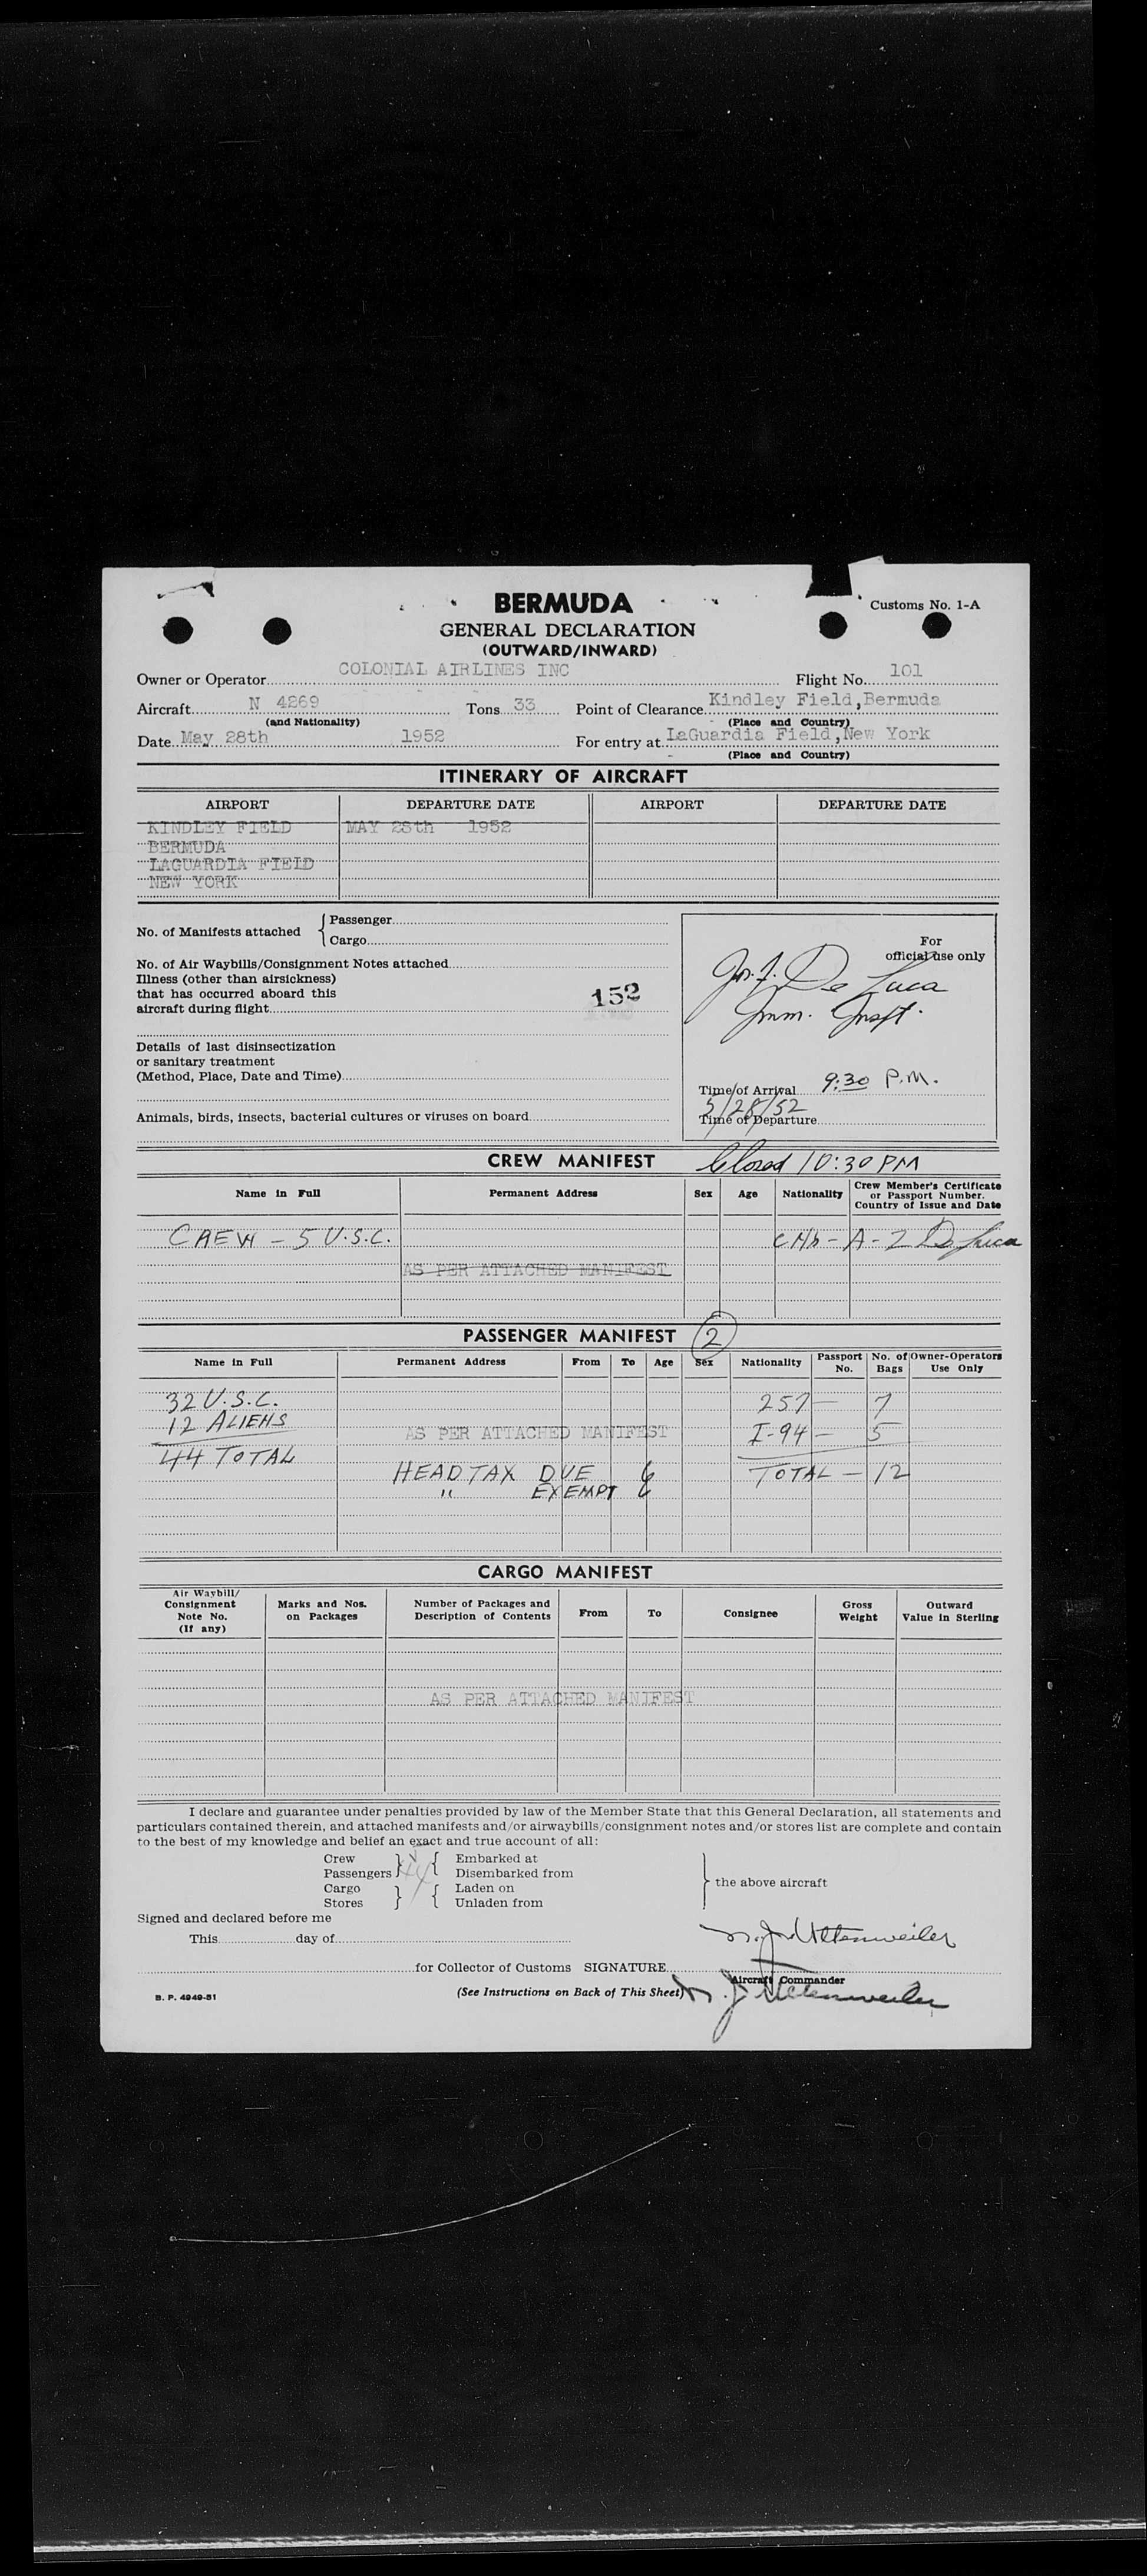 BERMUDA
Customs No. 1-A
GENERAL DECLARATION
(OUTWARD/INWARD)
Owner or Operator COLONIAL AIRLINES INC Flight No. 101
Aircraft N 4269 Tons 33 Point of Clearance Kindley Field, Bermuda
(and Nationality) (Place and Country)
Date May 28th 1952 For entry at LaGuardia Field, New York
(Place and Country)
ITINERARY OF AIRCRAFT
AIRPORT DEPARTURE DATE AIRPORT DEPARTURE DATE
KINDLEY FIELD MAY 28th 1952
BERMUDA
LAGUARDIA FIELD
NEW YORK
No. of Manifests attached { Passenger
Cargo
No. of Air Waybills/Consignment Notes attached
Illness (other than airsickness)
that has occurred aboard this
aircraft during flight
152
Details of last disinsectization
or sanitary treatment
(Method, Place, Date and Time)
Animals, birds, insects, bacterial cultures or viruses on board
For
official use only
Jos. J. De Luca
Imm. Inspt.
Time of Arrival 9:30 P.M.
5/28/52
Time of Departure
CREW MANIFEST Closed 10:30 PM
Name in Full Permanent Address Sex Age Nationality Crew Member's Certificate or Passport Number. Country of Issue and Date
CREW - 5 U.S.C. A-2 De Luca
AS PER ATTACHED MANIFEST
PASSENGER MANIFEST 2
Name in Full Permanent Address From To Age Sex Nationality Passport No. No. of Bags Owner-Operators Use Only
32 U.S.C. 257 — 7
12 ALIENS AS PER ATTACHED MANIFEST I-94 — 5
44 TOTAL TOTAL — 12
HEAD TAX DUE 6
" EXEMPT 6
CARGO MANIFEST
Air Waybill/ Consignment Note No. (If any) Marks and Nos. on Packages Number of Packages and Description of Contents From To Consignee Gross Weight Outward Value in Sterling
AS PER ATTACHED MANIFEST
I declare and guarantee under penalties provided by law of the Member State that this General Declaration, all statements and
particulars contained therein, and attached manifests and/or airwaybills/consignment notes and/or stores list are complete and contain
to the best of my knowledge and belief an exact and true account of all:
Crew Embarked at
Passengers 44 Disembarked from
Cargo Laden on the above aircraft
Stores Unladen from
Signed and declared before me
This day of
for Collector of Customs SIGNATURE
Aircraft Commander
(See Instructions on Back of This Sheet)
B. P. 4949-51